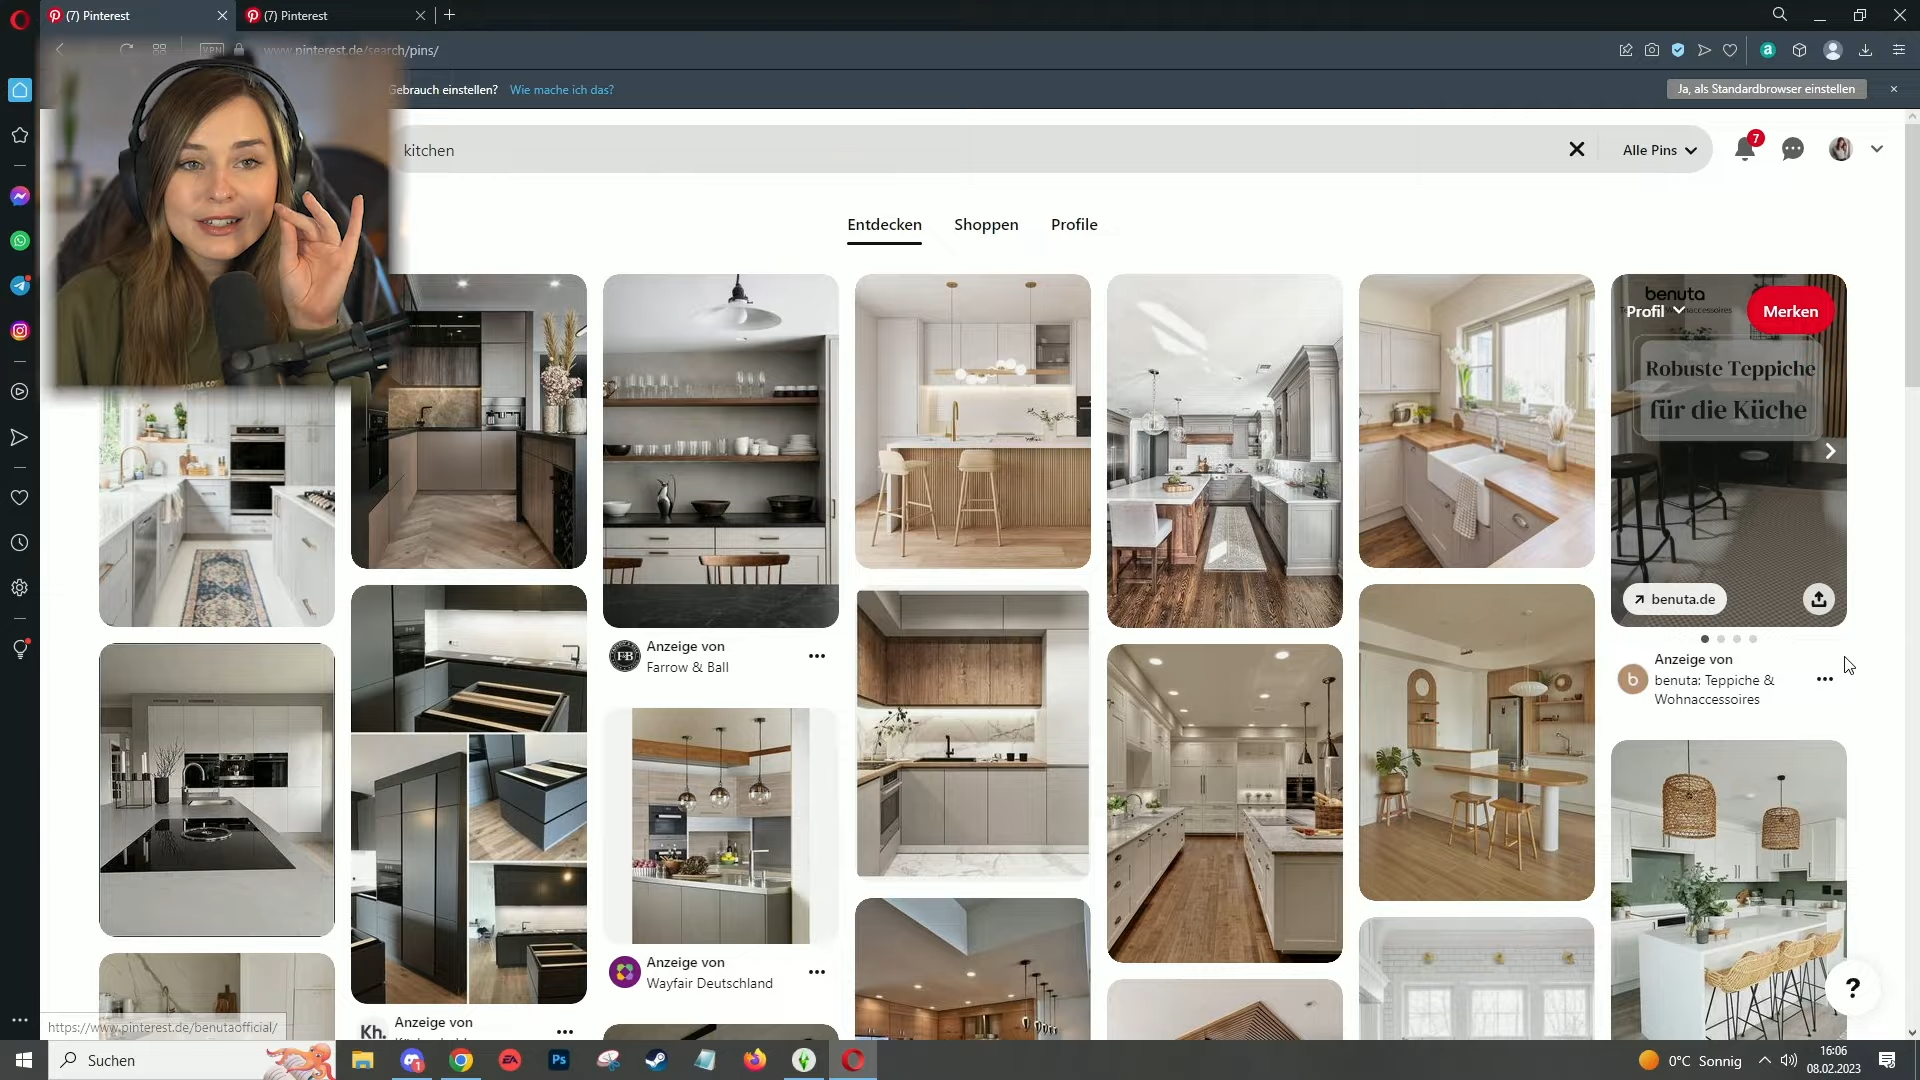 (7) Pinterest
(7) Pinterest
VPN
www.pinterest.de/search/pins/
Gebrauch einstellen? Wie mache ich das?
Ja, als Standardbrowser einstellen
kitchen
Alle Pins
7
Entdecken
Shoppen
Profile
benuta
Profil
Merken
Robuste Teppiche
für die Küche
benuta.de
Anzeige von
benuta: Teppiche &
Wohnaccessoires
F&B
Anzeige von
Farrow & Ball
Anzeige von
Wayfair Deutschland
Kh.
Anzeige von
https://www.pinterest.de/benutaofficial/
Suchen
0°C Sonnig
16:06
08.02.2023